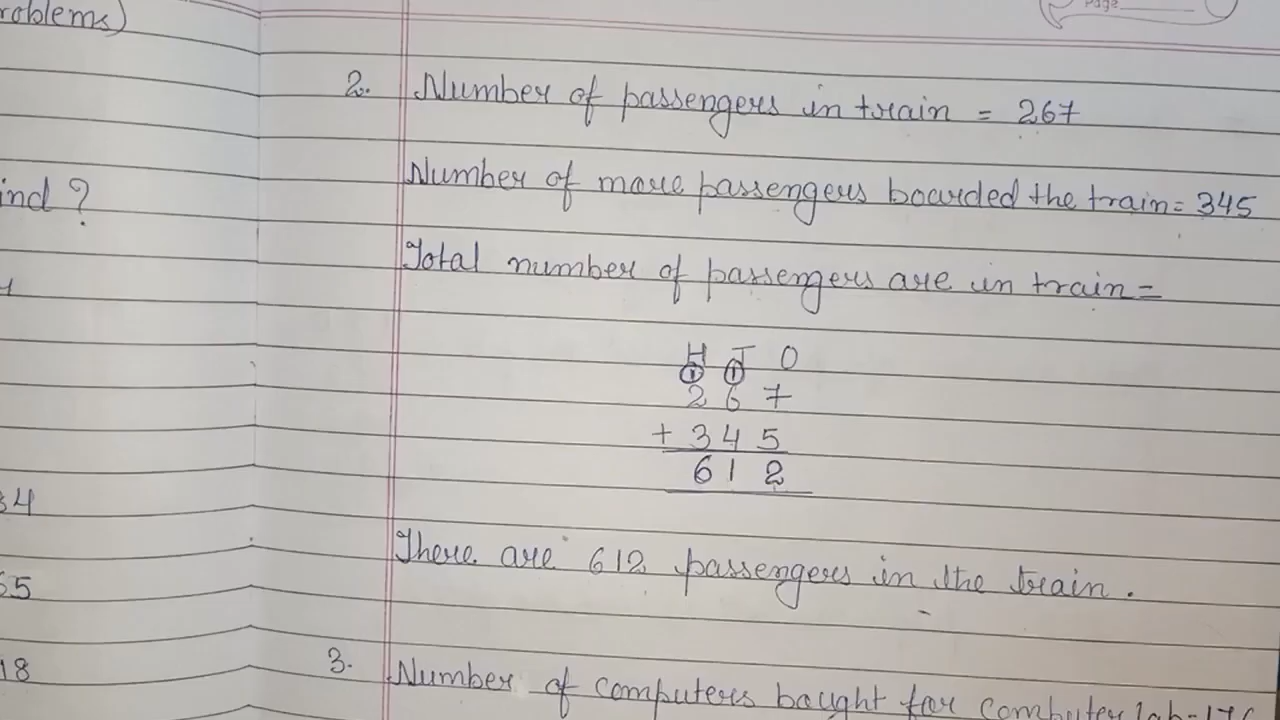 roblems)
Page
2. Number of passengers in train = 267
ind ?
Number of more passengers boarded the train = 345
Total number of passengers are in train =
H T O
1 1
2 6 7
+ 3 4 5
6 1 2
34
There are 612 passengers in the train.
65
18
3. Number of computers bought for computer lab =